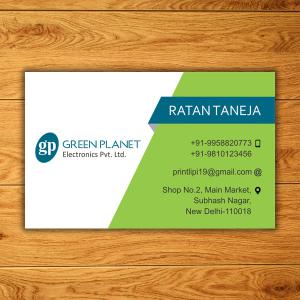 RATAN TANEJA
gp
GREEN PLANET
Electronics Pvt. Ltd.
+91-9958820773
+91-9810123456
printlipi19@gmail.com
Shop No.2, Main Market,
Subhash Nagar,
New Delhi-110018